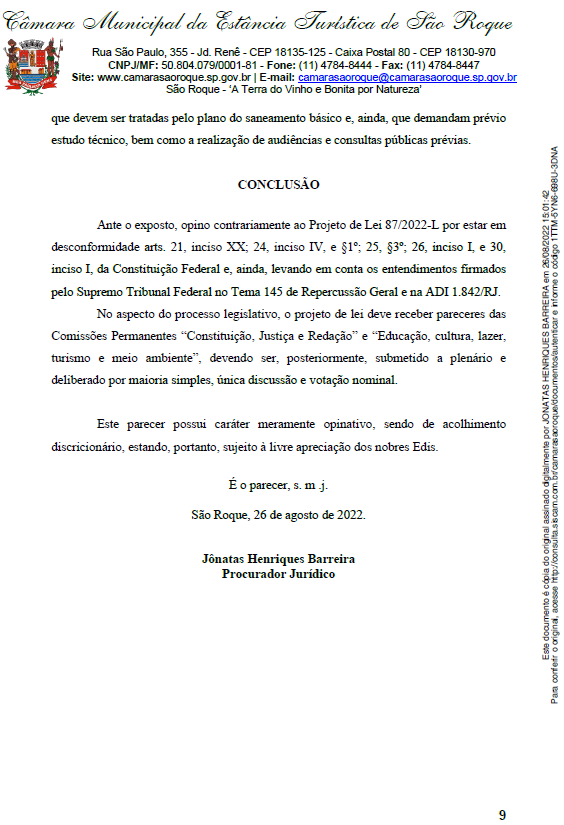 Câmara Municipal da Estância Turística de São Roque
Rua São Paulo, 355 - Jd. Renê - CEP 18135-125 - Caixa Postal 80 - CEP 18130-970
CNPJ/MF: 50.804.079/0001-81 - Fone: (11) 4784-8444 - Fax: (11) 4784-8447
Site: www.camarasaoroque.sp.gov.br | E-mail: camarasaoroque@camarasaoroque.sp.gov.br
São Roque - 'A Terra do Vinho e Bonita por Natureza'
que devem ser tratadas pelo plano do saneamento básico e, ainda, que demandam prévio
estudo técnico, bem como a realização de audiências e consultas públicas prévias.
CONCLUSÃO
Ante o exposto, opino contrariamente ao Projeto de Lei 87/2022-L por estar em
desconformidade arts. 21, inciso XX; 24, inciso IV, e §1º; 25, §3º; 26, inciso I, e 30,
inciso I, da Constituição Federal e, ainda, levando em conta os entendimentos firmados
pelo Supremo Tribunal Federal no Tema 145 de Repercussão Geral e na ADI 1.842/RJ.
No aspecto do processo legislativo, o projeto de lei deve receber pareceres das
Comissões Permanentes “Constituição, Justiça e Redação” e “Educação, cultura, lazer,
turismo e meio ambiente”, devendo ser, posteriormente, submetido a plenário e
deliberado por maioria simples, única discussão e votação nominal.
Este parecer possui caráter meramente opinativo, sendo de acolhimento
discricionário, estando, portanto, sujeito à livre apreciação dos nobres Edis.
É o parecer, s. m .j.
São Roque, 26 de agosto de 2022.
Jônatas Henriques Barreira
Procurador Jurídico
Este documento é cópia do original assinado digitalmente por JONATAS HENRIQUES BARREIRA em 26/08/2022 15:01:42.
Para conferir o original, acesse http://consulta.siscam.com.br/camarasaoroque/documentos/autenticar e informe o código 1TTM-5YN6-698U-3DNA
9